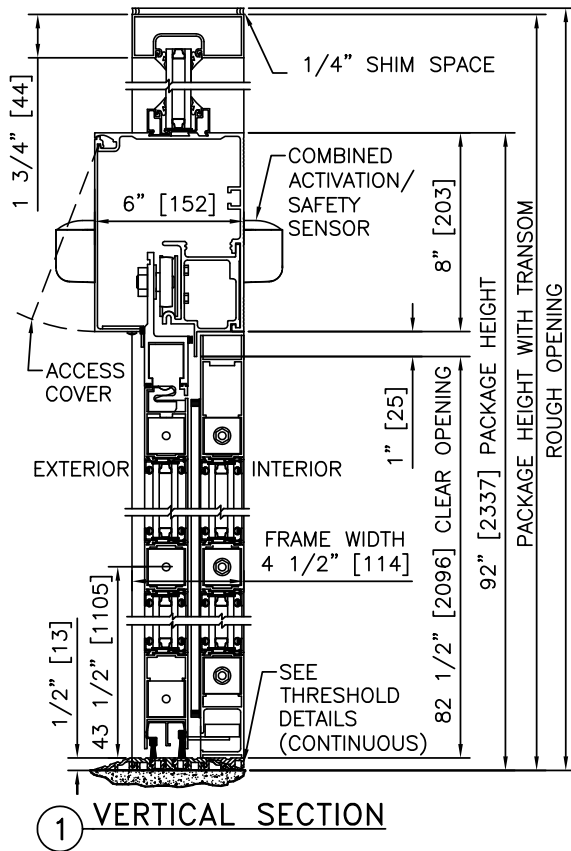 1/4" SHIM SPACE
1 3/4" [44]
COMBINED
ACTIVATION/
SAFETY
SENSOR
6" [152]
8" [203]
ACCESS
COVER
1" [25]
EXTERIOR
INTERIOR
FRAME WIDTH
4 1/2" [114]
1/2" [13]
43 1/2" [1105]
SEE
THRESHOLD
DETAILS
(CONTINUOUS)
82 1/2" [2096] CLEAR OPENING
92" [2337] PACKAGE HEIGHT
PACKAGE HEIGHT WITH TRANSOM
ROUGH OPENING
1 VERTICAL SECTION